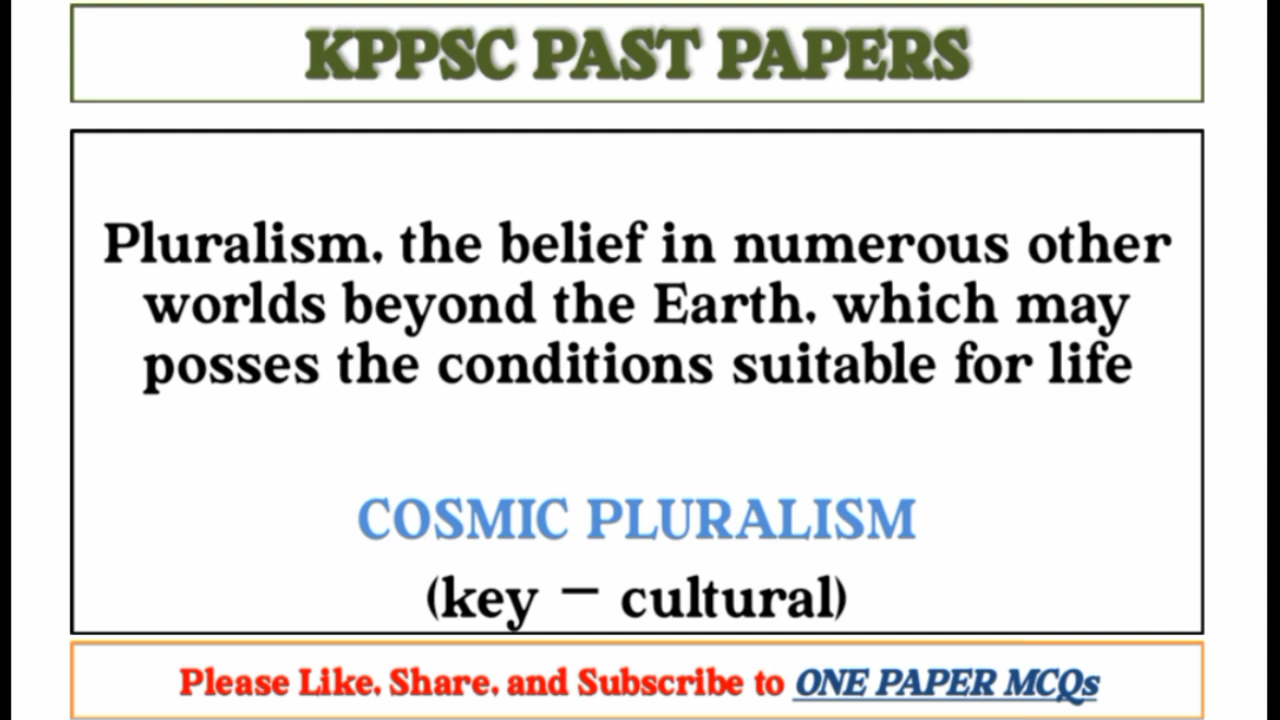 KPPSC PAST PAPERS
Pluralism, the belief in numerous other
worlds beyond the Earth, which may
posses the conditions suitable for life
COSMIC PLURALISM
(key – cultural)
Please Like, Share, and Subscribe to ONE PAPER MCQs